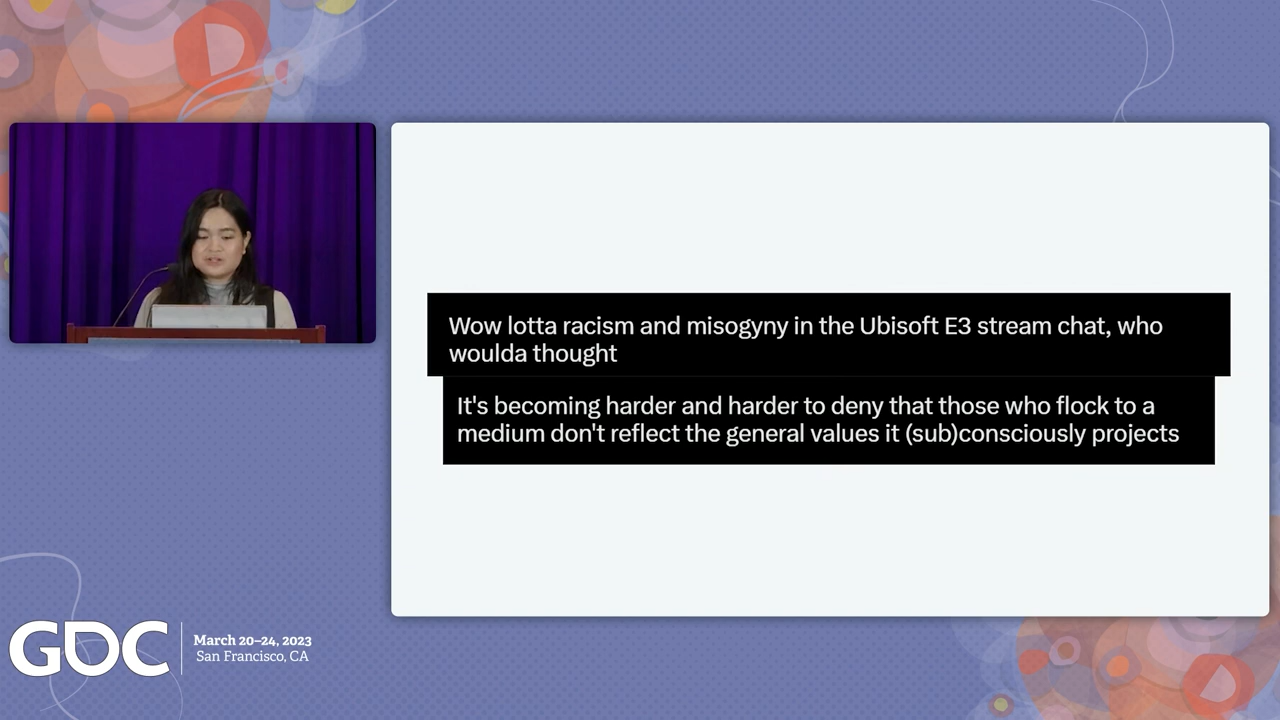 Wow lotta racism and misogyny in the Ubisoft E3 stream chat, who
woulda thought
It's becoming harder and harder to deny that those who flock to a
medium don't reflect the general values it (sub)consciously projects
GDC
March 20–24, 2023
San Francisco, CA